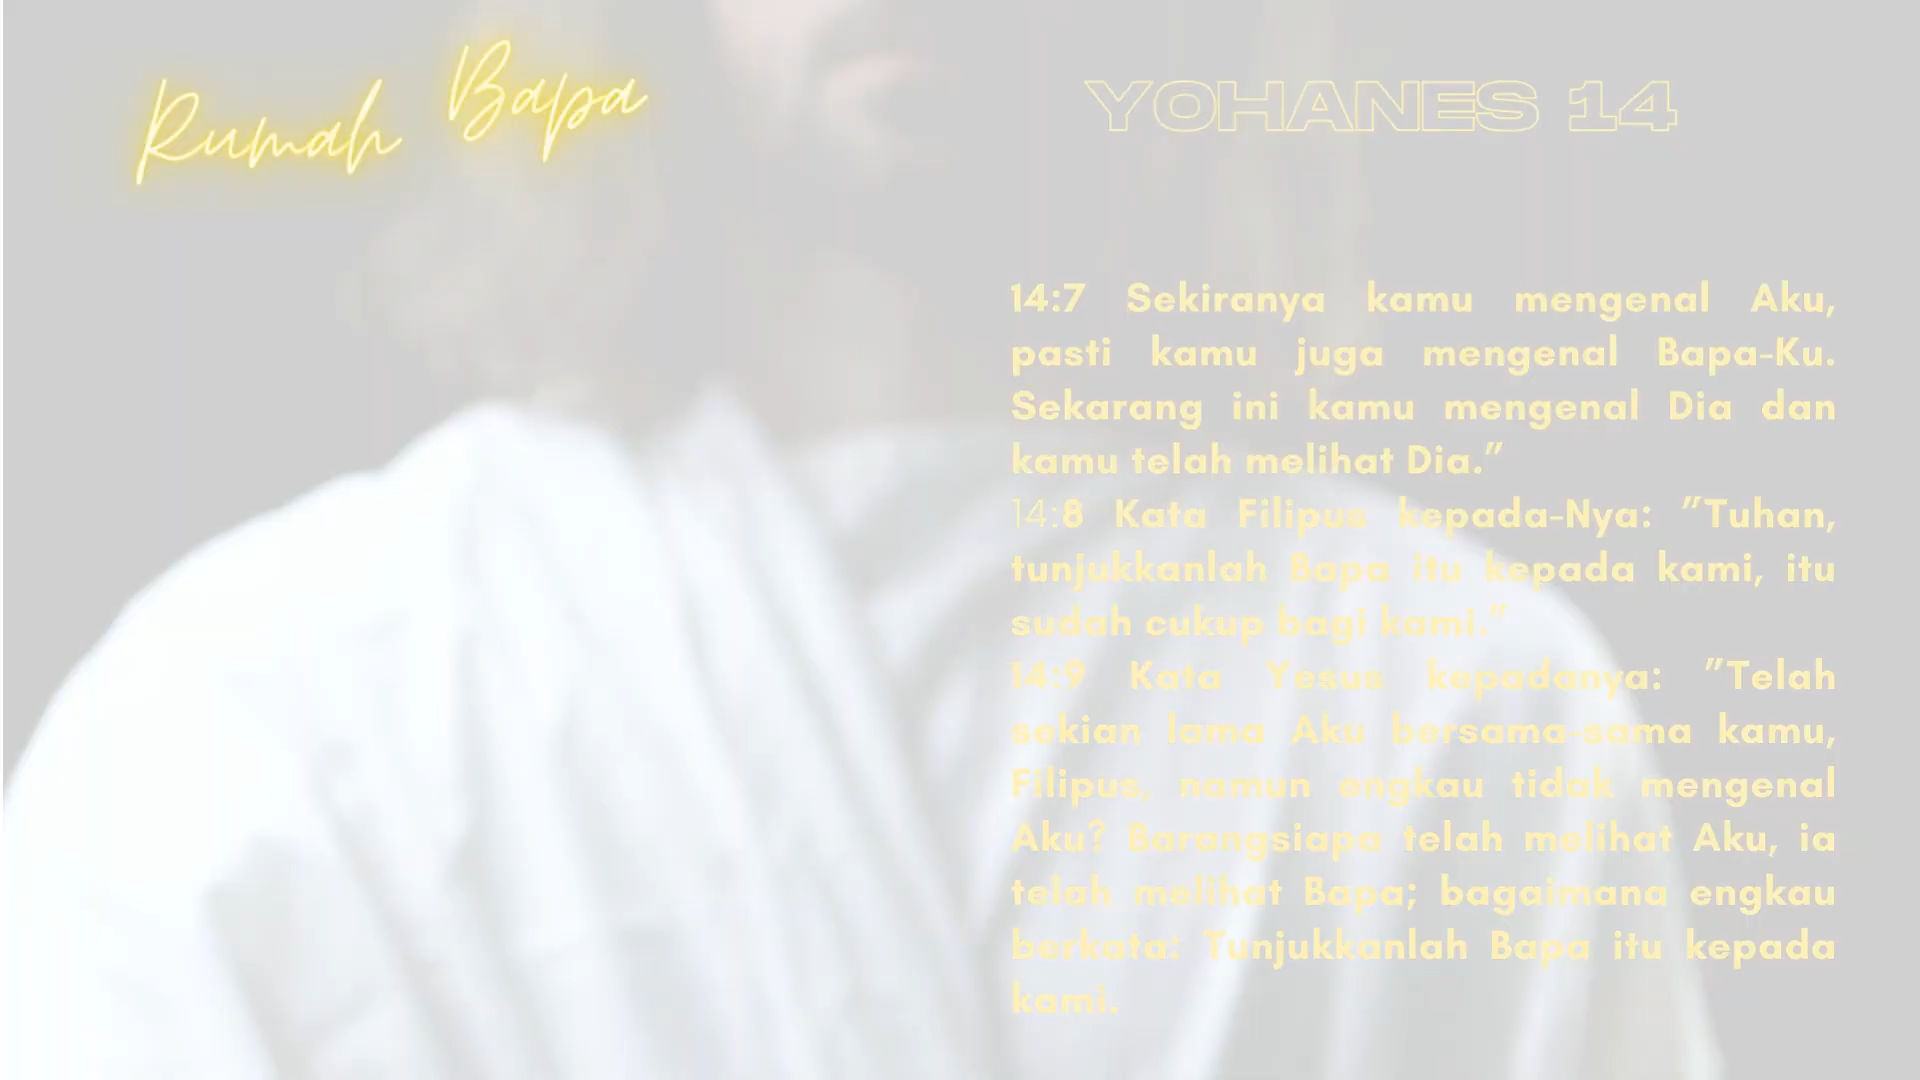 Rumah Bapa
YOHANES 14
14:7 Sekiranya kamu mengenal Aku,
pasti kamu juga mengenal Bapa-Ku.
Sekarang ini kamu mengenal Dia dan
kamu telah melihat Dia.”
14:8 Kata Filipus kepada-Nya: ”Tuhan,
tunjukkanlah Bapa itu kepada kami, itu
sudah cukup bagi kami.”
14:9 Kata Yesus kepadanya: ”Telah
sekian lama Aku bersama-sama kamu,
Filipus, namun engkau tidak mengenal
Aku? Barangsiapa telah melihat Aku, ia
telah melihat Bapa; bagaimana engkau
berkata: Tunjukkanlah Bapa itu kepada
kami.